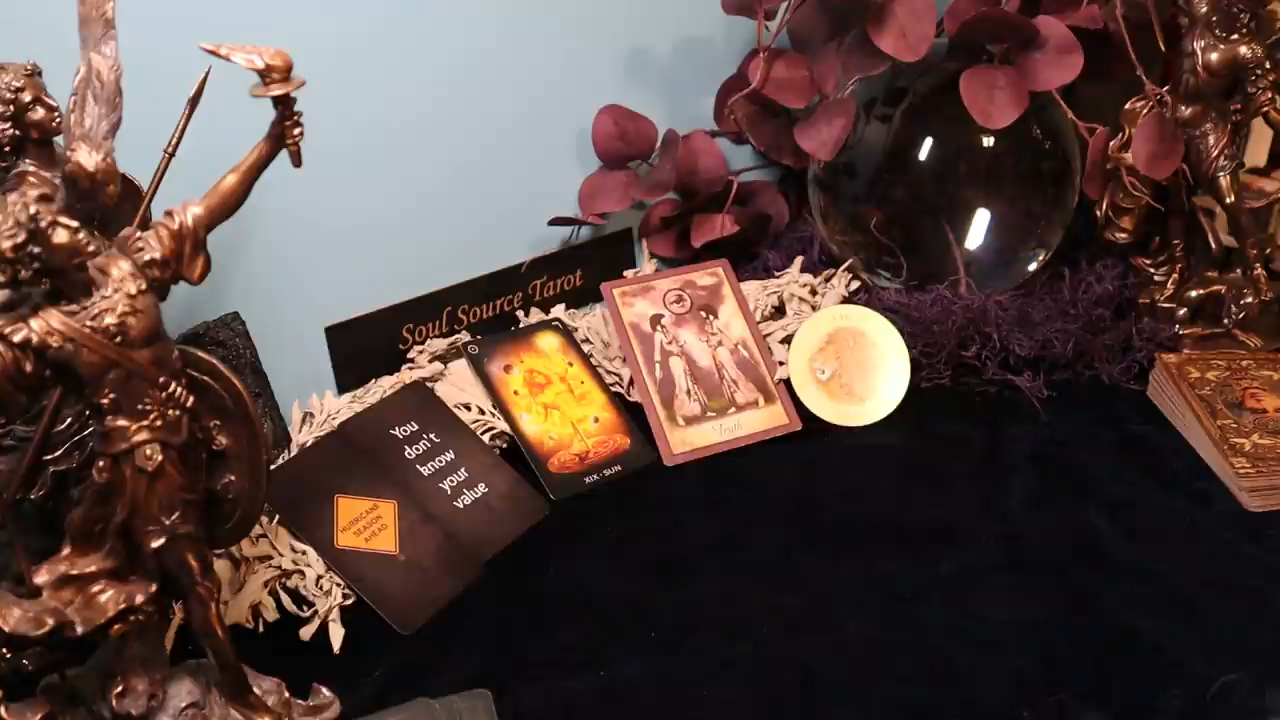 Soul Source Tarot
You
don't
know
your
value
HURRICANE
SEASON
AHEAD
XIX · SUN
Truth